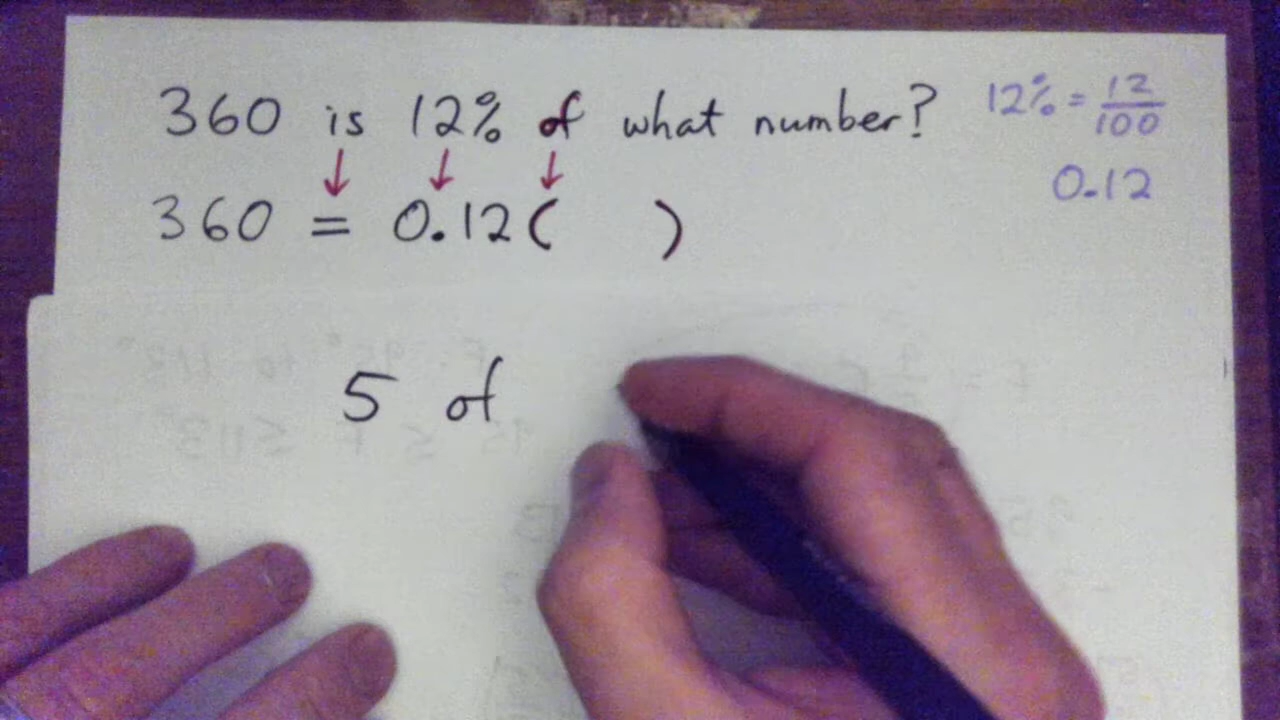 360 is 12% of what number?
12% = 12/100
0.12
360 = 0.12( )
5 of